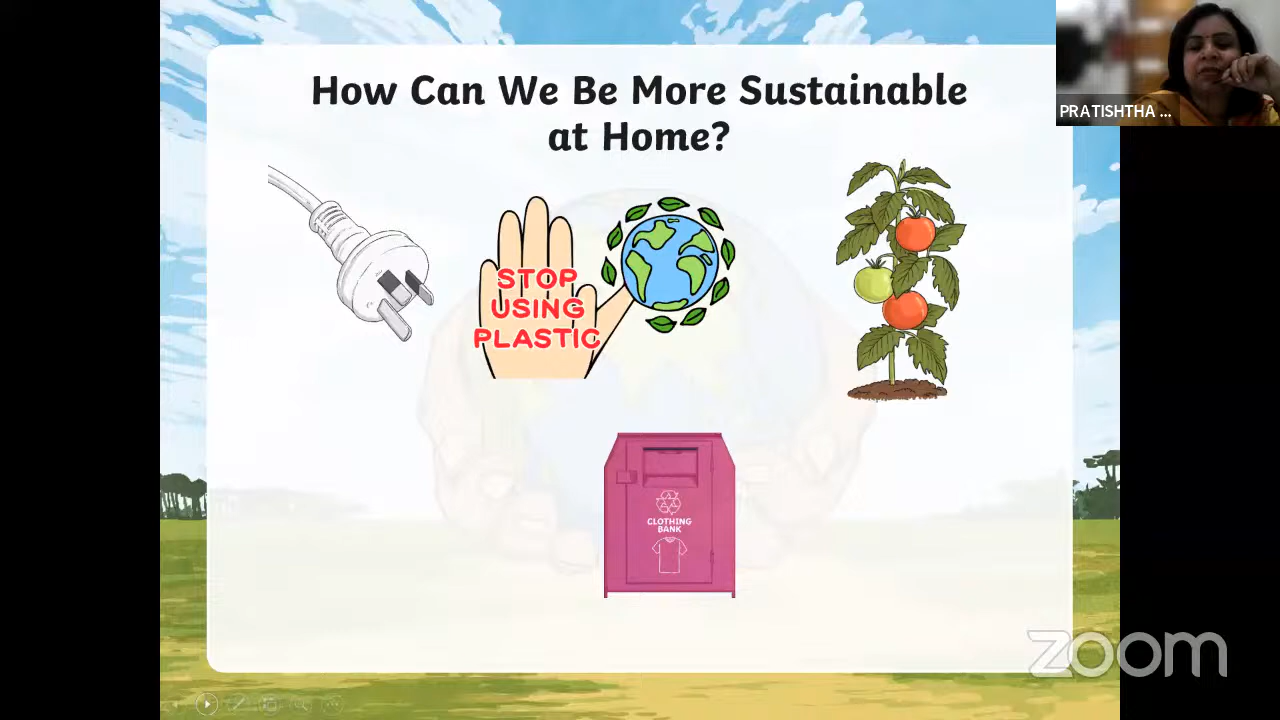 How Can We Be More Sustainable
at Home?
PRATISHTHA ...
STOP
USING
PLASTIC
CLOTHING
BANK
zoom